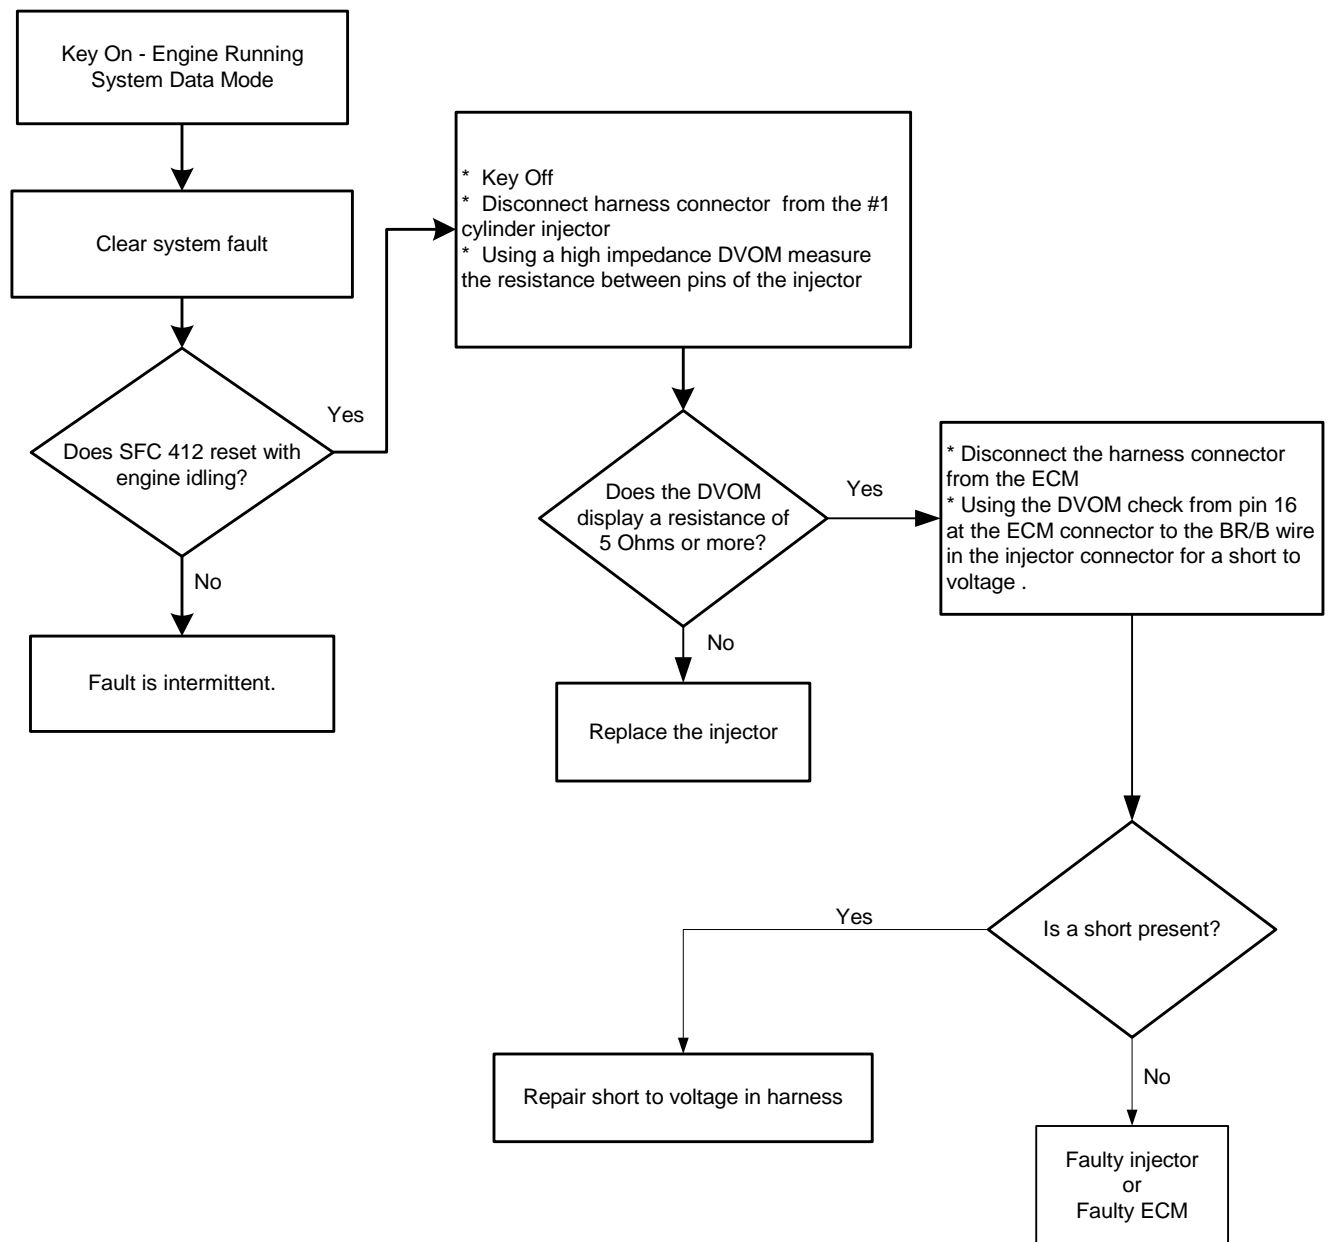 Key On - Engine Running
System Data Mode
Clear system fault
Does SFC 412 reset with
engine idling?
Yes
No
Fault is intermittent.
* Key Off
* Disconnect harness connector from the #1
cylinder injector
* Using a high impedance DVOM measure
the resistance between pins of the injector
Does the DVOM
display a resistance of
5 Ohms or more?
Yes
No
Replace the injector
* Disconnect the harness connector
from the ECM
* Using the DVOM check from pin 16
at the ECM connector to the BR/B wire
in the injector connector for a short to
voltage .
Is a short present?
Yes
Repair short to voltage in harness
No
Faulty injector
or
Faulty ECM